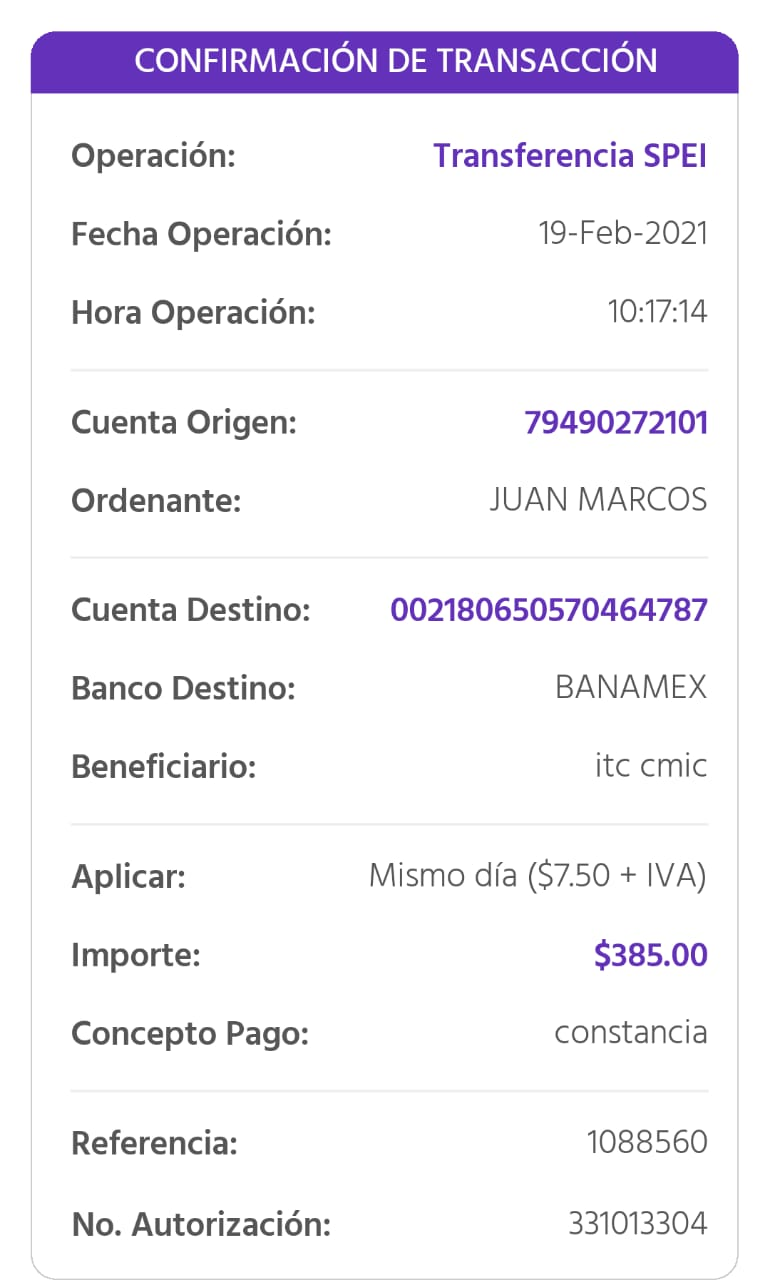 CONFIRMACIÓN DE TRANSACCIÓN
Operación: Transferencia SPEI
Fecha Operación: 19-Feb-2021
Hora Operación: 10:17:14
Cuenta Origen: 79490272101
Ordenante: JUAN MARCOS
Cuenta Destino: 002180650570464787
Banco Destino: BANAMEX
Beneficiario: itc cmic
Aplicar: Mismo día ($7.50 + IVA)
Importe: $385.00
Concepto Pago: constancia
Referencia: 1088560
No. Autorización: 331013304